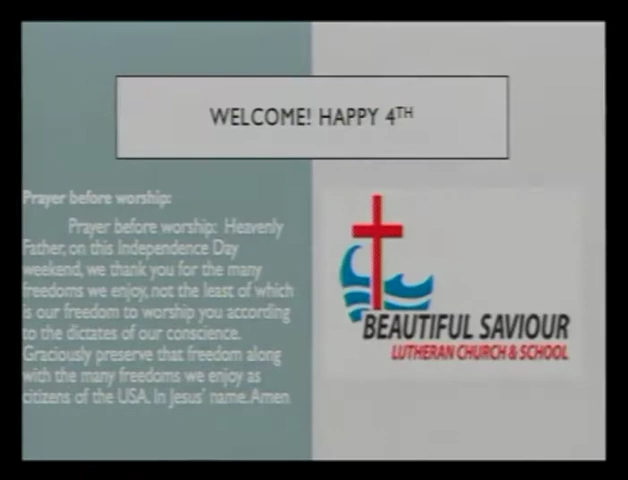 WELCOME! HAPPY 4TH
Prayer before worship:
Prayer before worship: Heavenly
Father, on this Independence Day
weekend, we thank you for the many
freedoms we enjoy, not the least of which
is our freedom to worship you according
to the dictates of our conscience.
Graciously preserve that freedom along
with the many freedoms we enjoy as
citizens of the USA. In Jesus' name. Amen
BEAUTIFUL SAVIOUR
LUTHERAN CHURCH & SCHOOL